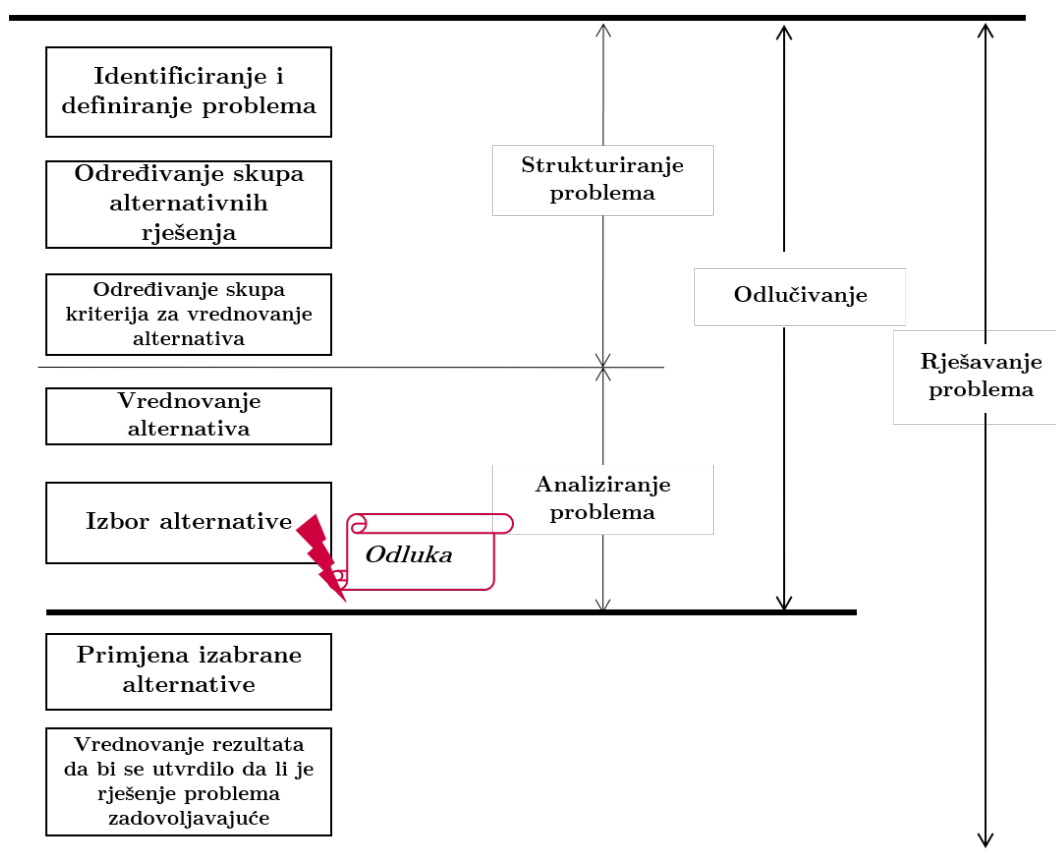 Identificiranje i
definiranje problema
Određivanje skupa
alternativnih
rješenja
Određivanje skupa
kriterija za vrednovanje
alternativa
Vrednovanje
alternativa
Izbor alternative
Odluka
Primjena izabrane
alternative
Vrednovanje rezultata
da bi se utvrdilo da li je
rješenje problema
zadovoljavajuće
Strukturiranje
problema
Analiziranje
problema
Odlučivanje
Rješavanje
problema